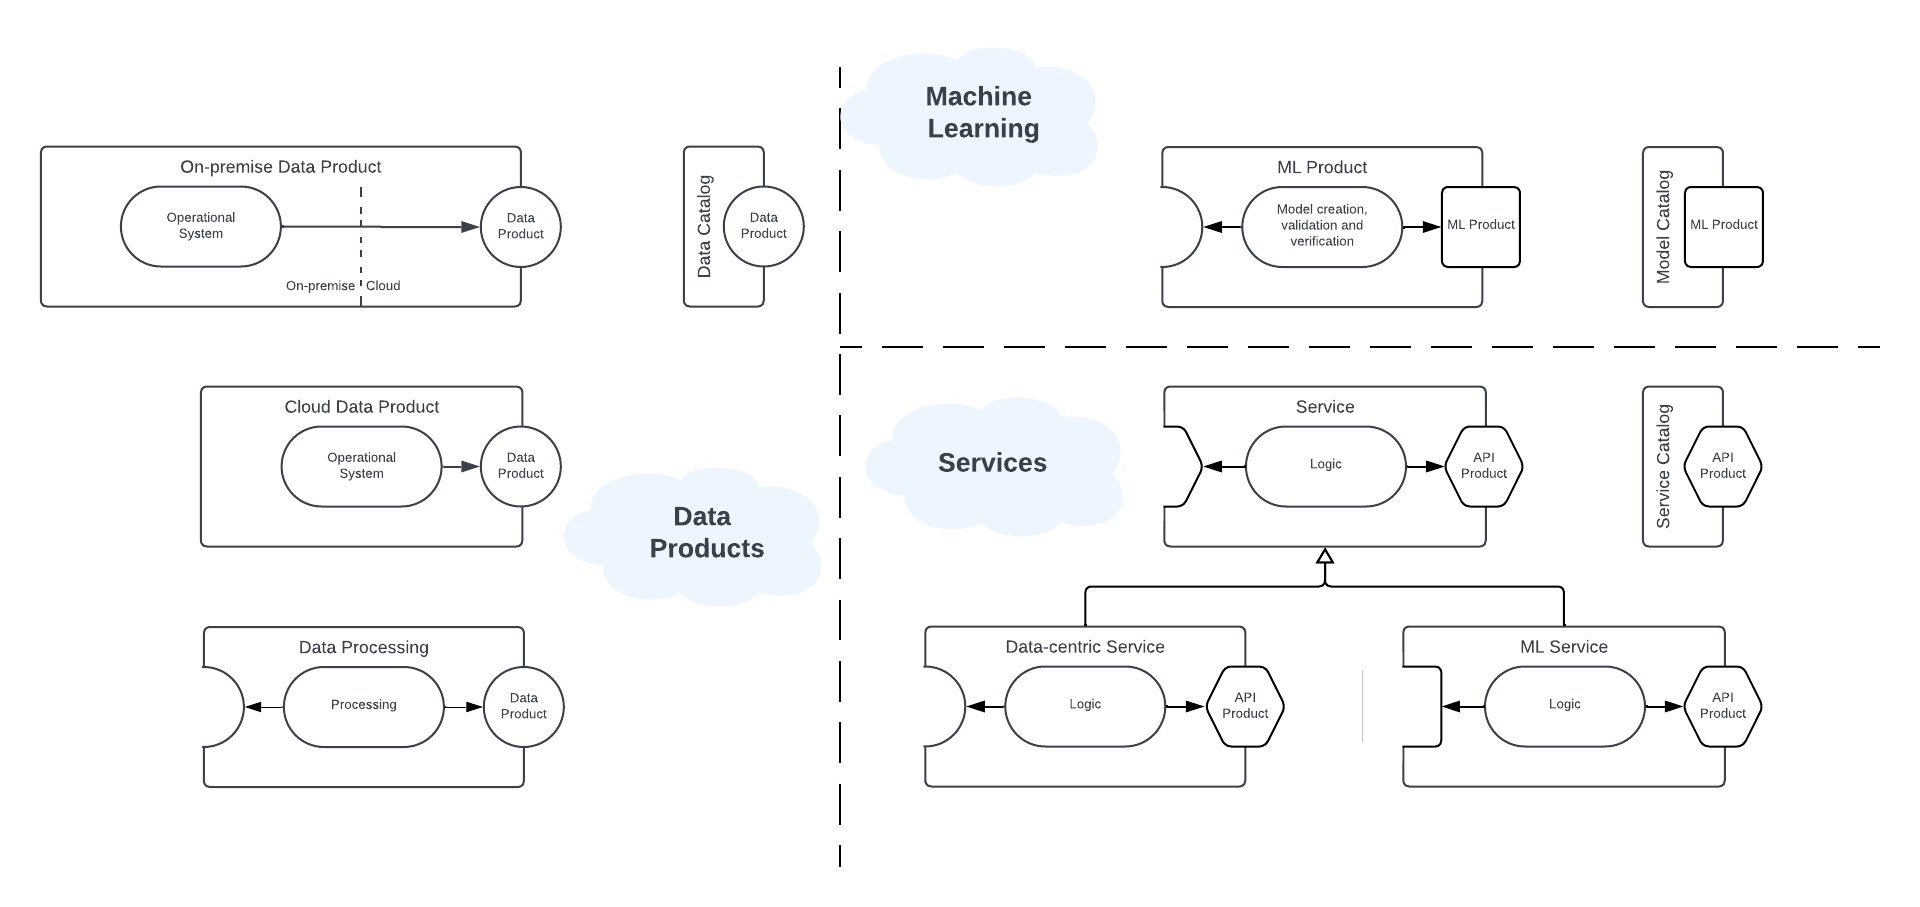 Machine
Learning
On-premise Data Product
Operational
System
Data
Product
On-premise
Cloud
Data Catalog
Data
Product
ML Product
Model creation,
validation and
verification
ML Product
Model Catalog
ML Product
Cloud Data Product
Operational
System
Data
Product
Data
Products
Services
Service
Logic
API
Product
Service Catalog
API
Product
Data Processing
Processing
Data
Product
Data-centric Service
Logic
API
Product
ML Service
Logic
API
Product